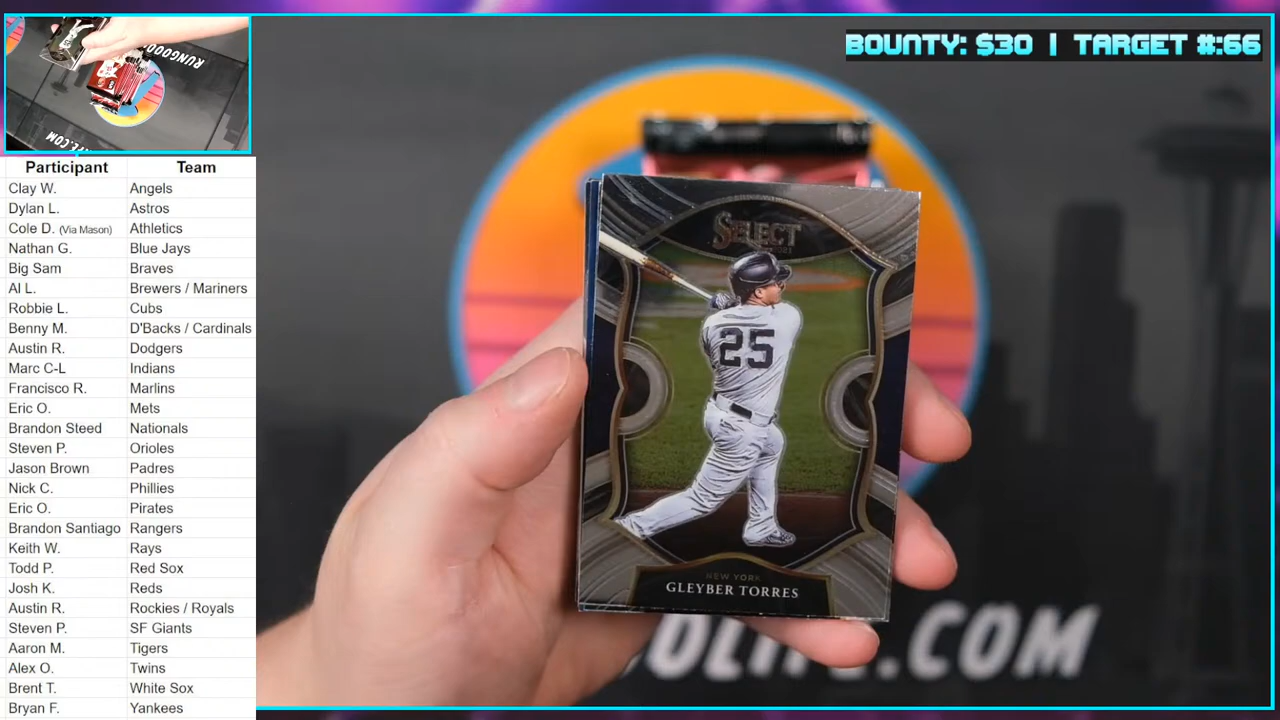 BOUNTY: $30 | TARGET #:66
RUNGOOD
.COM
Participant Team
Clay W. Angels
Dylan L. Astros
Cole D. (Via Mason) Athletics
Nathan G. Blue Jays
Big Sam Braves
Al L. Brewers / Mariners
Robbie L. Cubs
Benny M. D'Backs / Cardinals
Austin R. Dodgers
Marc C-L Indians
Francisco R. Marlins
Eric O. Mets
Brandon Steed Nationals
Steven P. Orioles
Jason Brown Padres
Nick C. Phillies
Eric O. Pirates
Brandon Santiago Rangers
Keith W. Rays
Todd P. Red Sox
Josh K. Reds
Austin R. Rockies / Royals
Steven P. SF Giants
Aaron M. Tigers
Alex O. Twins
Brent T. White Sox
Bryan F. Yankees
SELECT
25
NEW YORK
GLEYBER TORRES
.COM